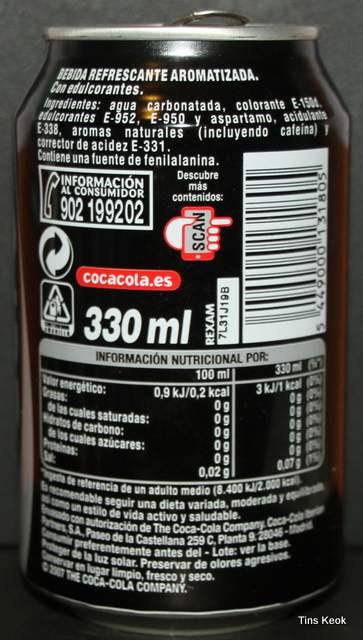 BEBIDA REFRESCANTE AROMATIZADA.
Con edulcorantes.
Ingredientes: agua carbonatada, colorante E-150d,
edulcorantes E-952, E-950 y aspartamo, acidulante
E-338, aromas naturales (incluyendo cafeína) y
corrector de acidez E-331.
Contiene una fuente de fenilalanina.
INFORMACIÓN
AL CONSUMIDOR
902 199202
Descubre
más
contenidos:
SCAN
cocacola.es
330 ml
REXAM
7L31J19B
5 449000 131805
INFORMACIÓN NUTRICIONAL POR:
100 ml 330 ml (%*)
Valor energético: 0,9 kJ/0,2 kcal 3 kJ/1 kcal (0%)
Grasas: 0 g 0 g (0%)
de las cuales saturadas: 0 g 0 g (0%)
Hidratos de carbono: 0 g 0 g (0%)
de los cuales azúcares: 0 g 0 g (0%)
Proteínas: 0 g 0 g (0%)
Sal: 0,02 g 0,07 g (1%)
Ingesta de referencia de un adulto medio (8.400 kJ/2.000 kcal).
recomendable seguir una dieta variada, moderada y equilibrada,
así como un estilo de vida activo y saludable.
Envasado con autorización de The Coca-Cola Company. Coca-Cola Iberian
Partners, S.A., Paseo de la Castellana 259 C, Planta 9. 28046 - Madrid.
Consumir preferentemente antes del - Lote: ver la base.
Proteger de la luz solar. Preservar de olores agresivos.
Conservar en lugar limpio, fresco y seco.
© 2007 THE COCA-COLA COMPANY.
Tins Keok